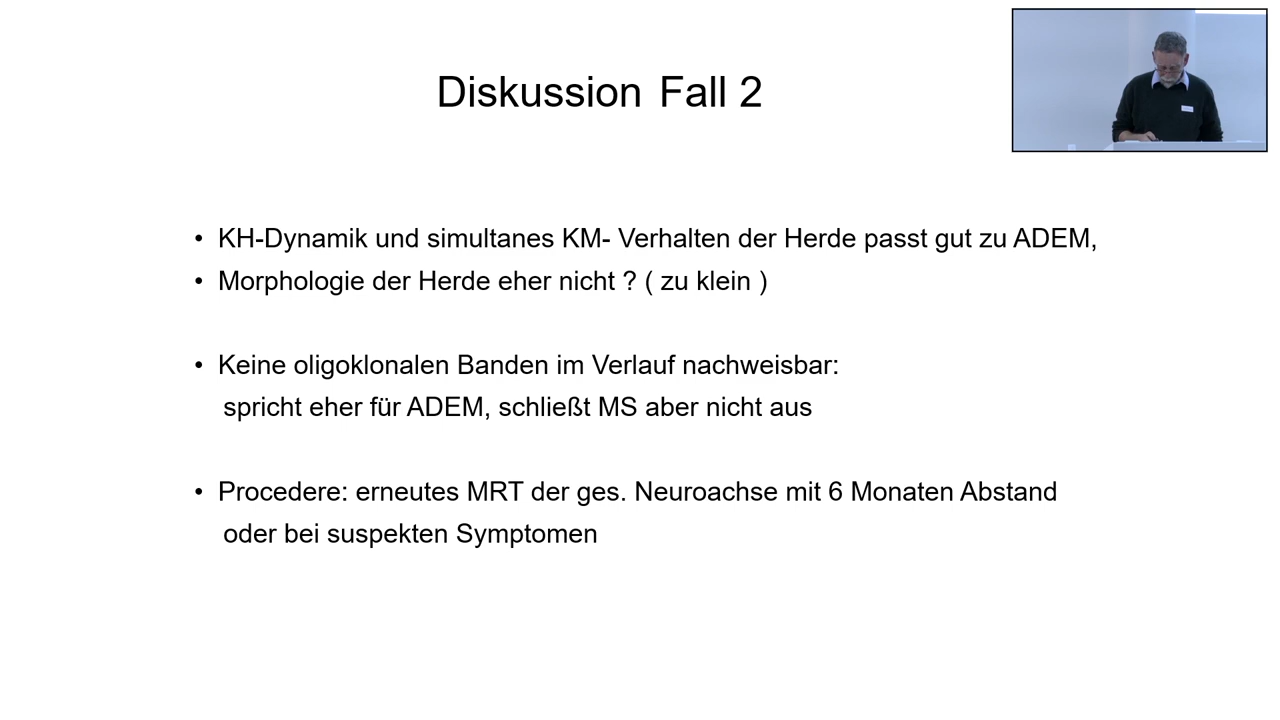 Diskussion Fall 2
• KH-Dynamik und simultanes KM- Verhalten der Herde passt gut zu ADEM,
• Morphologie der Herde eher nicht ? ( zu klein )
• Keine oligoklonalen Banden im Verlauf nachweisbar:
spricht eher für ADEM, schließt MS aber nicht aus
• Procedere: erneutes MRT der ges. Neuroachse mit 6 Monaten Abstand
oder bei suspekten Symptomen